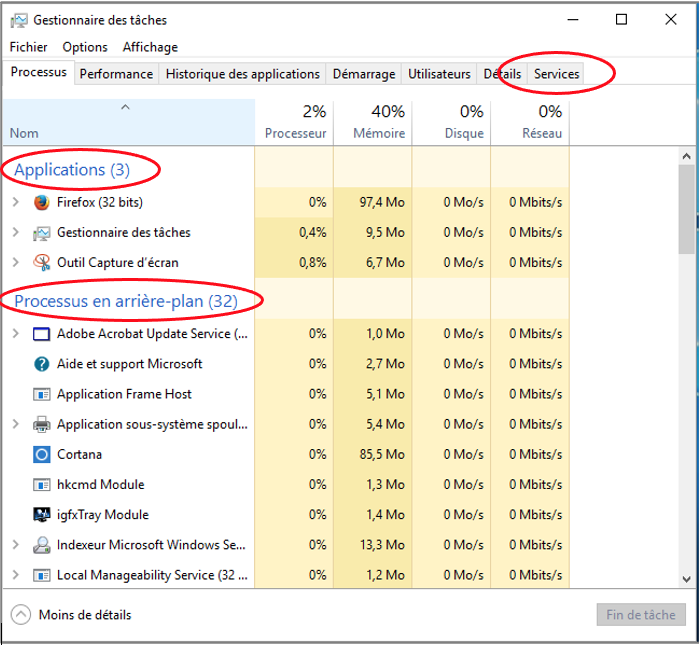 Gestionnaire des tâches
Fichier Options Affichage
Processus Performance Historique des applications Démarrage Utilisateurs Détails Services
2% 40% 0% 0%
Nom Processeur Mémoire Disque Réseau
Applications (3)
Firefox (32 bits) 0% 97,4 Mo 0 Mo/s 0 Mbits/s
Gestionnaire des tâches 0,4% 9,5 Mo 0 Mo/s 0 Mbits/s
Outil Capture d’écran 0,8% 6,7 Mo 0 Mo/s 0 Mbits/s
Processus en arrière-plan (32)
Adobe Acrobat Update Service (... 0% 1,0 Mo 0 Mo/s 0 Mbits/s
Aide et support Microsoft 0% 2,7 Mo 0 Mo/s 0 Mbits/s
Application Frame Host 0% 5,1 Mo 0 Mo/s 0 Mbits/s
Application sous-système spoul... 0% 5,4 Mo 0 Mo/s 0 Mbits/s
Cortana 0% 85,5 Mo 0 Mo/s 0 Mbits/s
hkcmd Module 0% 1,3 Mo 0 Mo/s 0 Mbits/s
igfxTray Module 0% 1,4 Mo 0 Mo/s 0 Mbits/s
Indexeur Microsoft Windows Se... 0% 13,3 Mo 0 Mo/s 0 Mbits/s
Local Manageability Service (32 ... 0% 1,2 Mo 0 Mo/s 0 Mbits/s
Moins de détails Fin de tâche